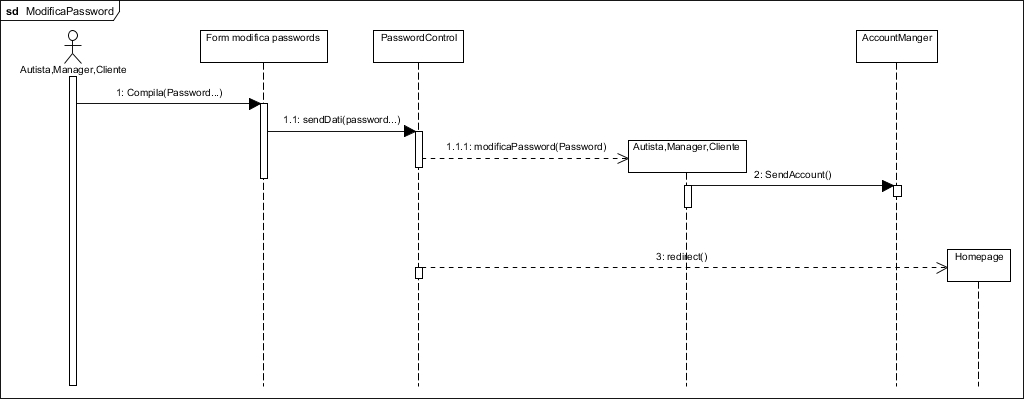 sd ModificaPassword
Form modifica passwords
PasswordControl
AccountManger
Autista,Manager,Cliente
1: Compila(Password...)
1.1: sendDati(password...)
1.1.1: modificaPassword(Password)
Autista,Manager,Cliente
2: SendAccount()
3: redirect()
Homepage